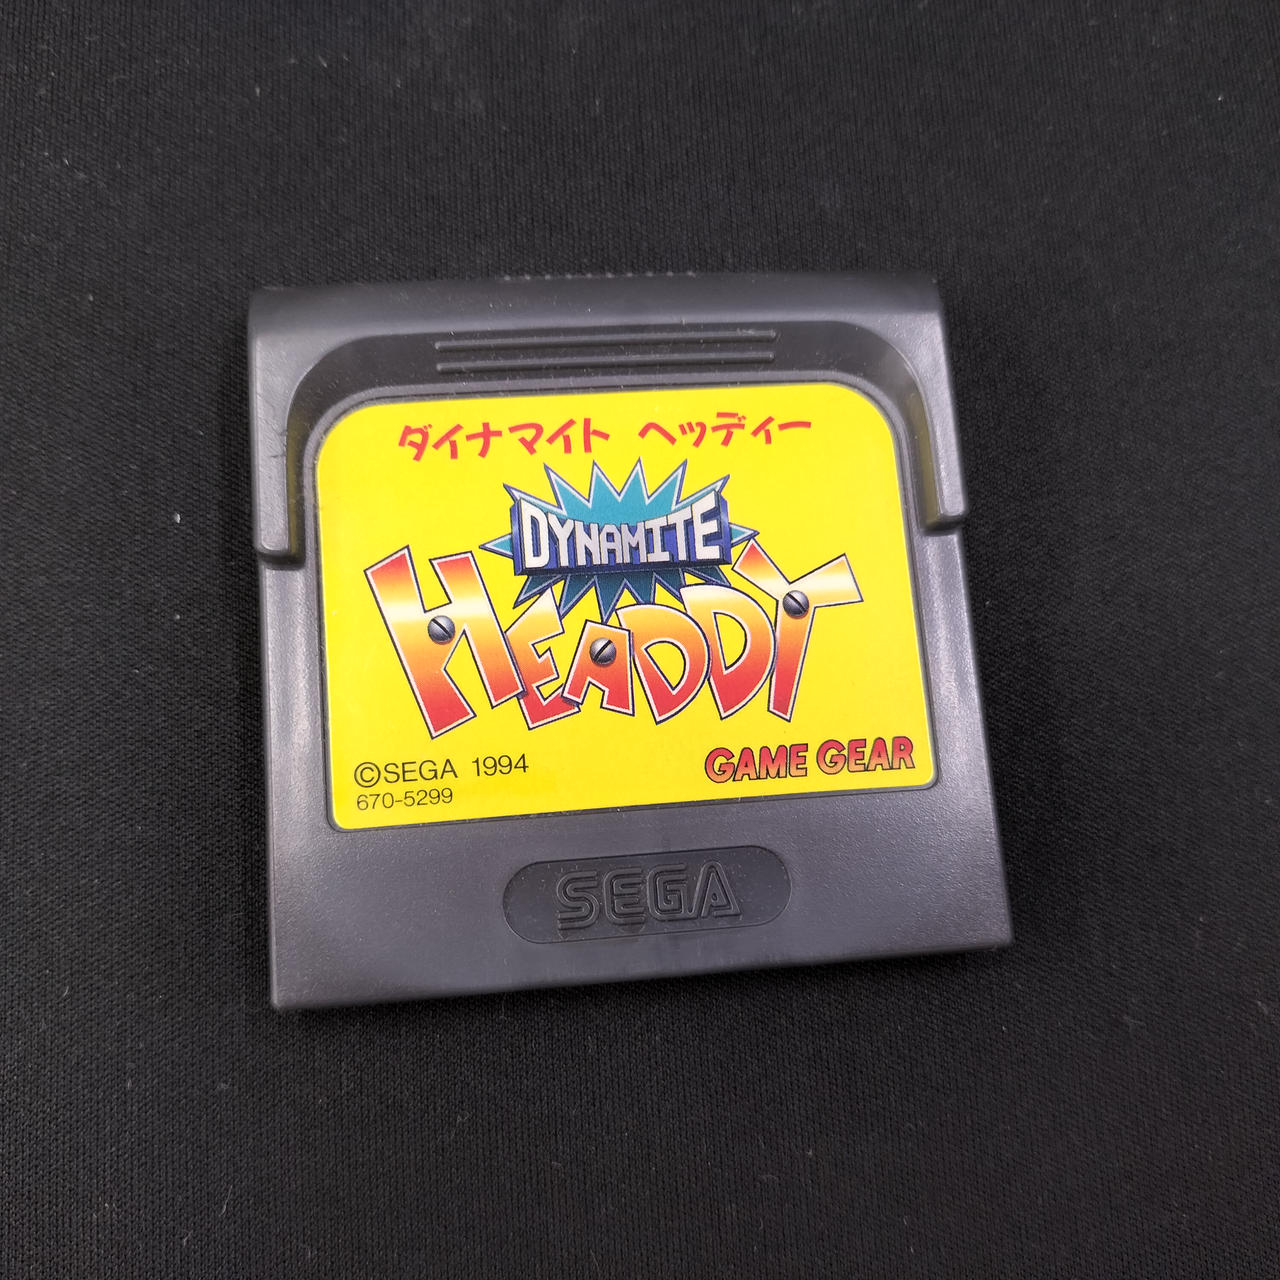 ダイナマイト ヘッディー
DYNAMITE
HEADDY
©SEGA 1994
670-5299
GAME GEAR
SEGA